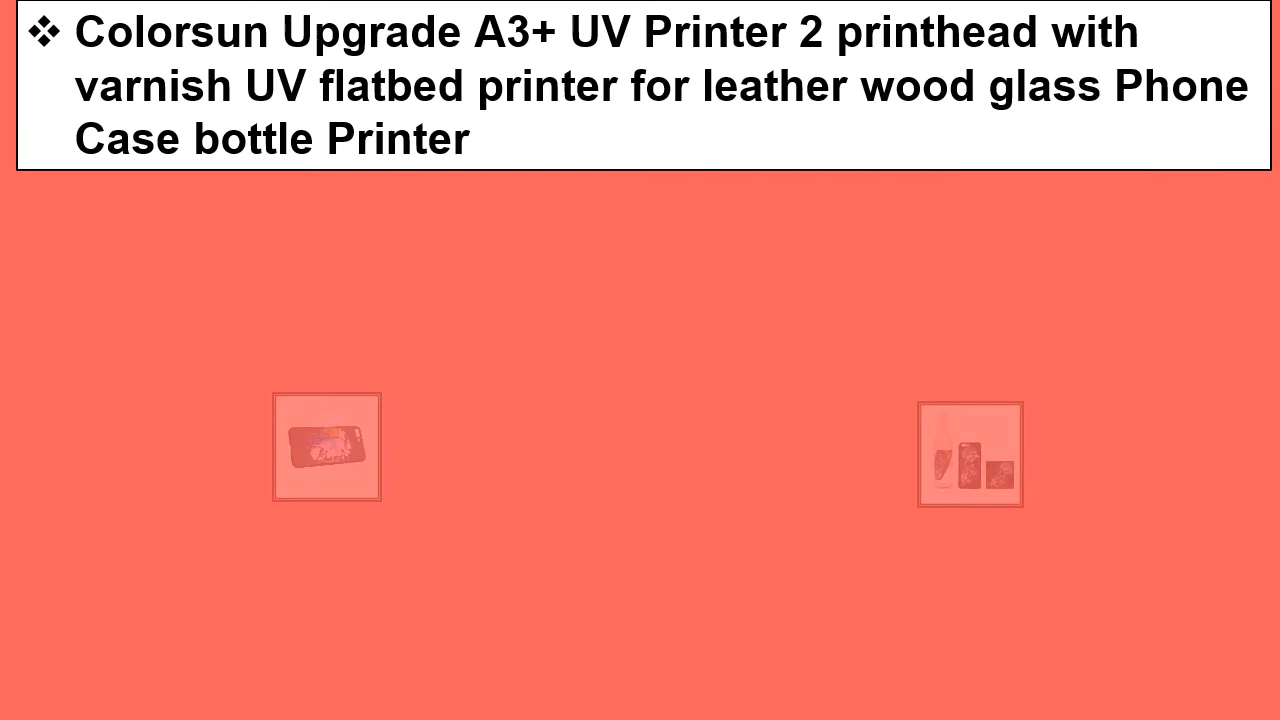 ❖ Colorsun Upgrade A3+ UV Printer 2 printhead with
varnish UV flatbed printer for leather wood glass Phone
Case bottle Printer